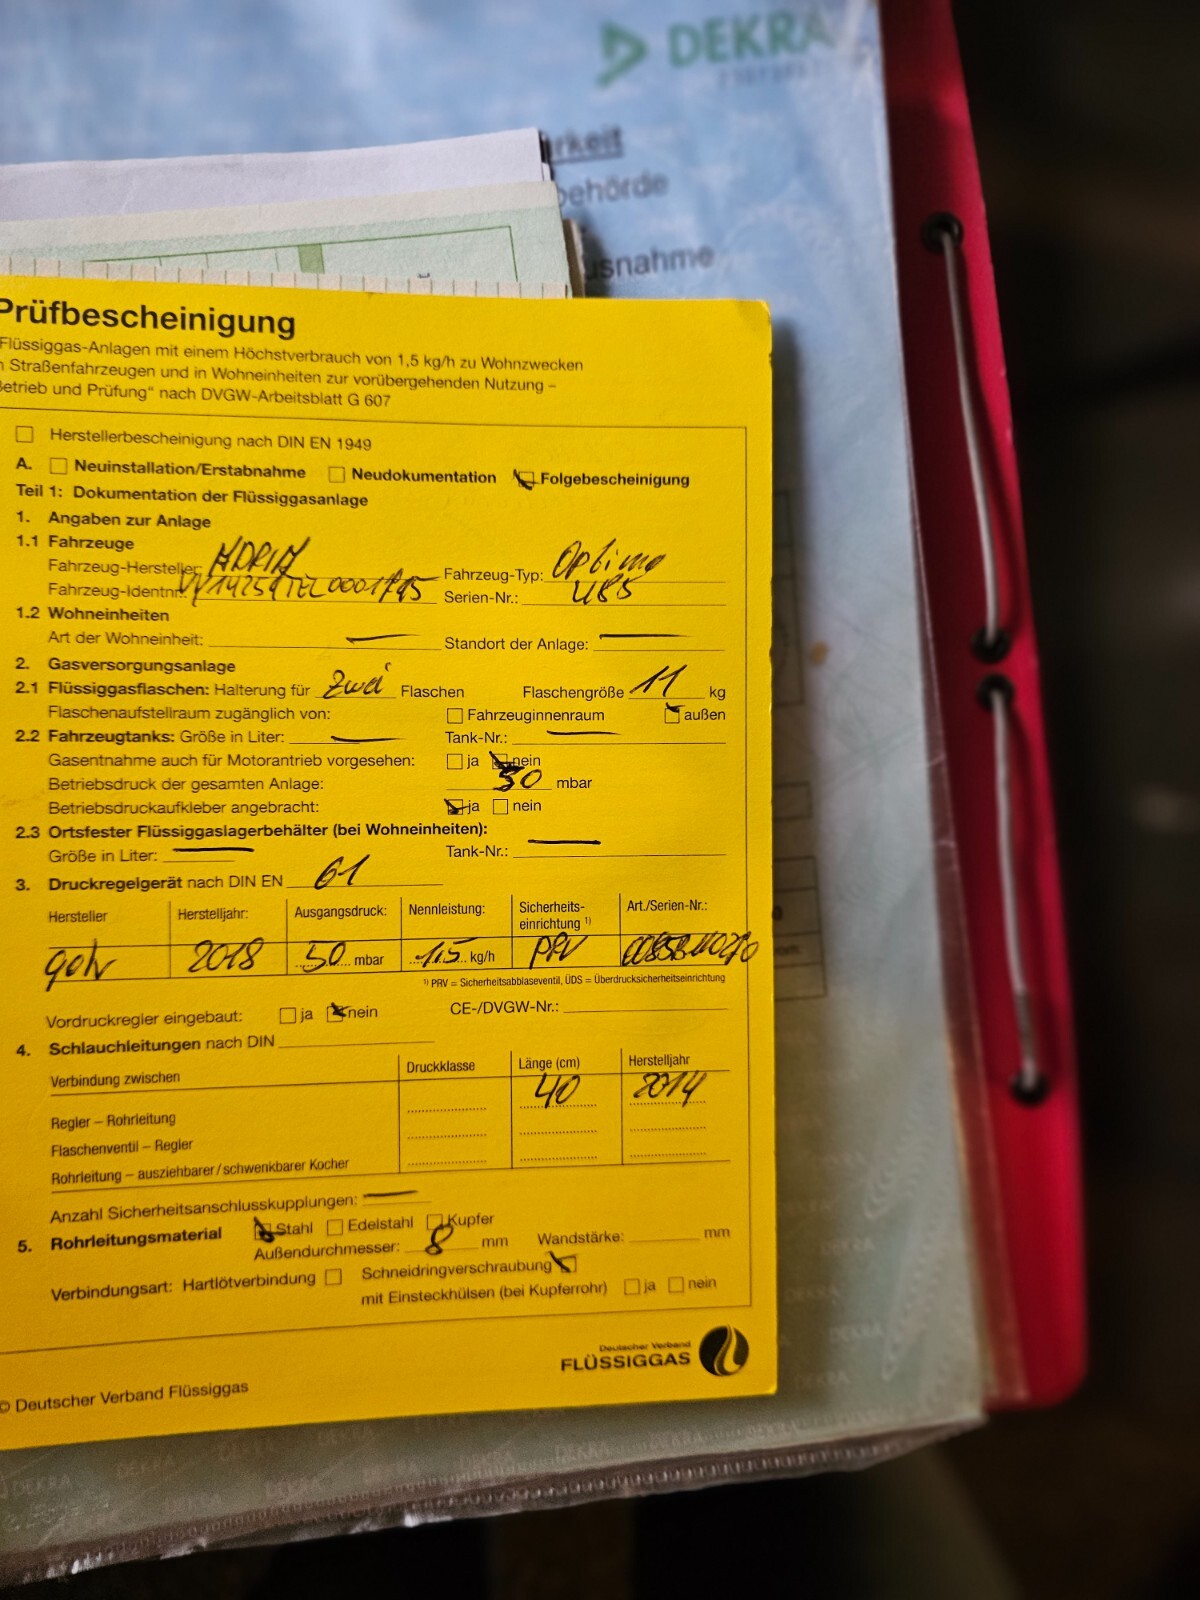 DEKRA
rkeit
behörde
usnahme
Prüfbescheinigung
Flüssiggas-Anlagen mit einem Höchstverbrauch von 1,5 kg/h zu Wohnzwecken
n Straßenfahrzeugen und in Wohneinheiten zur vorübergehenden Nutzung –
etrieb und Prüfung“ nach DVGW-Arbeitsblatt G 607
Herstellerbescheinigung nach DIN EN 1949
A. Neuinstallation/Erstabnahme Neudokumentation Folgebescheinigung
Teil 1: Dokumentation der Flüssiggasanlage
1. Angaben zur Anlage
1.1 Fahrzeuge
Fahrzeug-Hersteller ADRIA Fahrzeug-Typ: Optima
Fahrzeug-Identnr. Serien-Nr.: 485
1.2 Wohneinheiten
Art der Wohneinheit: Standort der Anlage:
2. Gasversorgungsanlage
2.1 Flüssiggasflaschen: Halterung für Zwei Flaschen Flaschengröße 11 kg
Flaschenaufstellraum zugänglich von: Fahrzeuginnenraum außen
2.2 Fahrzeugtanks: Größe in Liter: Tank-Nr.:
Gasentnahme auch für Motorantrieb vorgesehen: ja nein
Betriebsdruck der gesamten Anlage: 50 mbar
Betriebsdruckaufkleber angebracht: ja nein
2.3 Ortsfester Flüssiggaslagerbehälter (bei Wohneinheiten):
Größe in Liter: Tank-Nr.:
3. Druckregelgerät nach DIN EN 61
Hersteller Herstelljahr: Ausgangsdruck: Nennleistung: Sicherheits-einrichtung 1) Art./Serien-Nr.:
gok 2018 50 mbar 1,5 kg/h PRV
1) PRV = Sicherheitsabblaseventil, ÜDS = Überdrucksicherheitseinrichtung
Vordruckregler eingebaut: ja nein CE-/DVGW-Nr.:
4. Schlauchleitungen nach DIN
Verbindung zwischen Druckklasse Länge (cm) Herstelljahr
Regler – Rohrleitung 40 2014
Flaschenventil – Regler
Rohrleitung – ausziehbarer/schwenkbarer Kocher
Anzahl Sicherheitsanschlusskupplungen:
5. Rohrleitungsmaterial Stahl Edelstahl Kupfer
Außendurchmesser: 8 mm Wandstärke: mm
Verbindungsart: Hartlötverbindung Schneidringverschraubung
mit Einsteckhülsen (bei Kupferrohr) ja nein
Deutscher Verband
FLÜSSIGGAS
© Deutscher Verband Flüssiggas